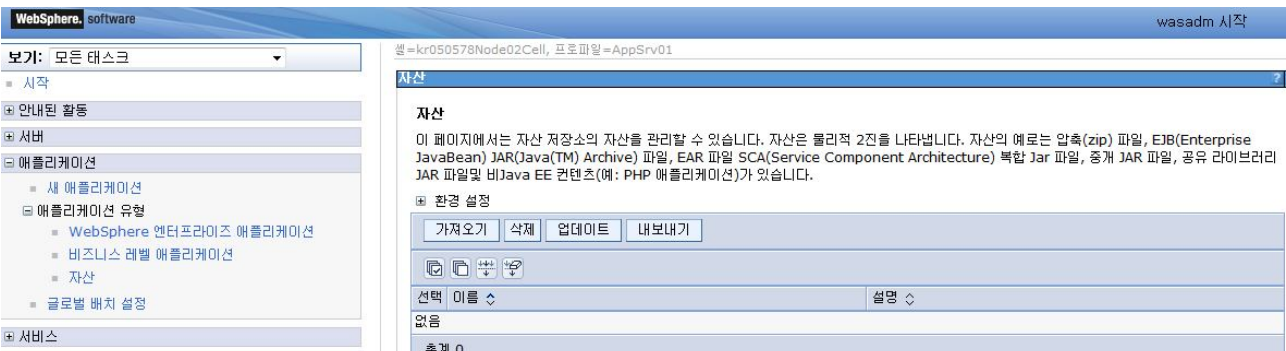 WebSphere. software
wasadm 시작
보기: 모든 태스크
시작
안내된 활동
서버
애플리케이션
새 애플리케이션
애플리케이션 유형
WebSphere 엔터프라이즈 애플리케이션
비즈니스 레벨 애플리케이션
자산
글로벌 배치 설정
서비스
셀=kr050578Node02Cell, 프로파일=AppSrv01
자산
?
자산
이 페이지에서는 자산 저장소의 자산을 관리할 수 있습니다. 자산은 물리적 2진을 나타냅니다. 자산의 예로는 압축(zip) 파일, EJB(Enterprise
JavaBean) JAR(Java(TM) Archive) 파일, EAR 파일 SCA(Service Component Architecture) 복합 Jar 파일, 중개 JAR 파일, 공유 라이브러리
JAR 파일및 비Java EE 컨텐츠(예: PHP 애플리케이션)가 있습니다.
환경 설정
가져오기 삭제 업데이트 내보내기
선택 이름 설명
없음
총계 0